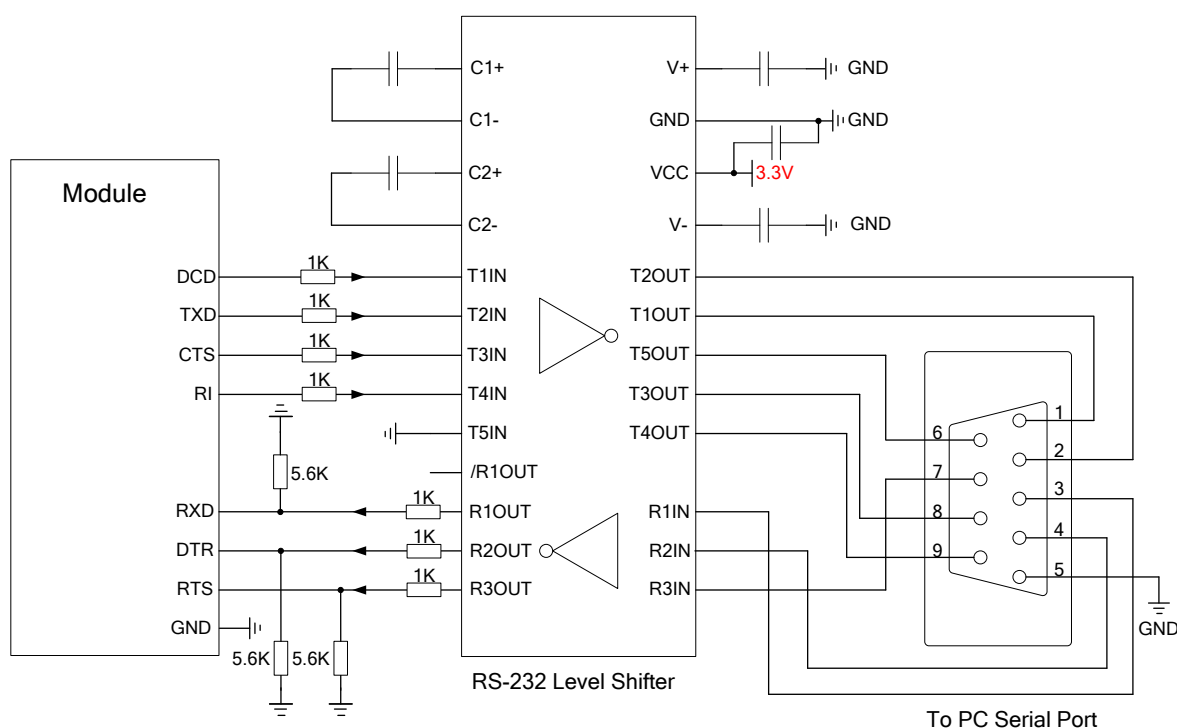 Module
DCD
TXD
CTS
RI
RXD
DTR
RTS
GND
1K
1K
1K
1K
5.6K
1K
1K
1K
5.6K
5.6K
C1+
C1-
C2+
C2-
T1IN
T2IN
T3IN
T4IN
T5IN
/R1OUT
R1OUT
R2OUT
R3OUT
V+
GND
VCC
V-
T2OUT
T1OUT
T5OUT
T3OUT
T4OUT
R1IN
R2IN
R3IN
GND
GND
3.3V
GND
RS-232 Level Shifter
1
6
2
7
3
8
4
9
5
GND
To PC Serial Port